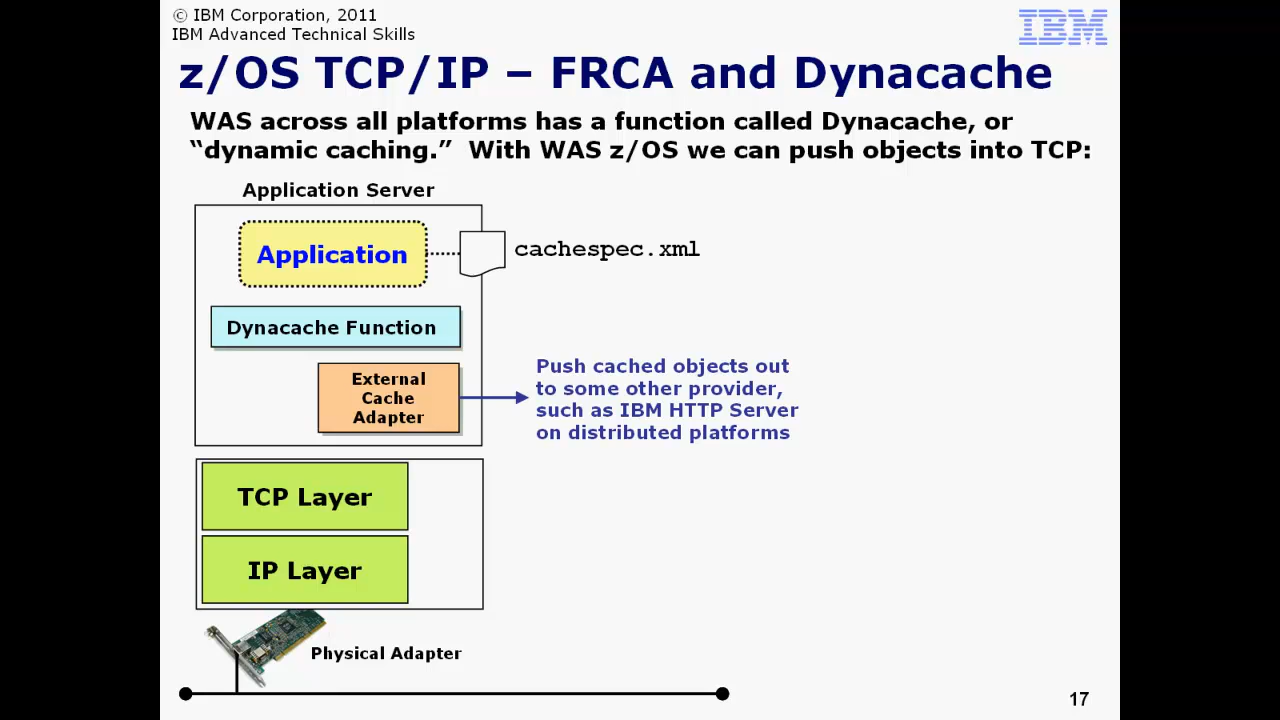 © IBM Corporation, 2011
IBM Advanced Technical Skills
IBM
z/OS TCP/IP – FRCA and Dynacache
WAS across all platforms has a function called Dynacache, or
“dynamic caching.” With WAS z/OS we can push objects into TCP:
Application Server
Application
cachespec.xml
Dynacache Function
External
Cache
Adapter
Push cached objects out
to some other provider,
such as IBM HTTP Server
on distributed platforms
TCP Layer
IP Layer
Physical Adapter
17